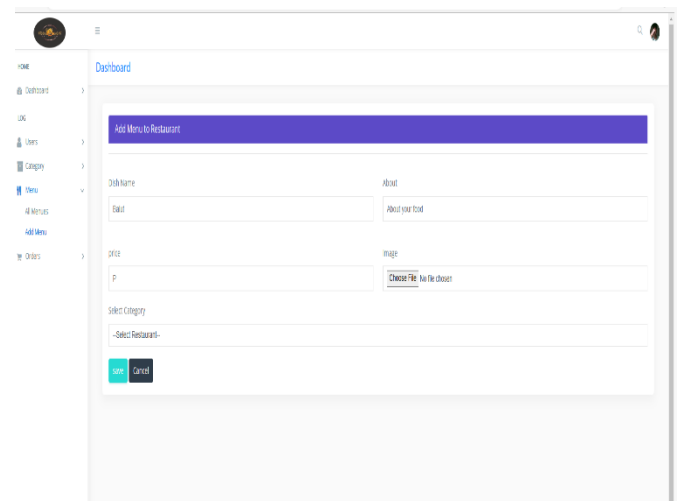 HOME
Dashboard
Dashboard
LOG
Users
Category
Menu
All Menues
Add Menu
Orders
Add Menu to Restaurant
Dish Name
About
Balut
About your food
price
Image
P
Choose File No file chosen
Select Category
--Select Restaurant--
save Cancel